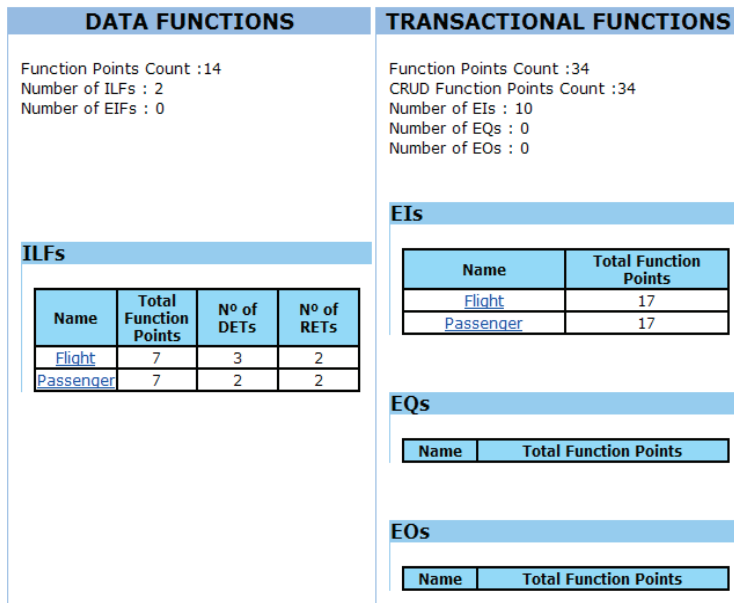 DATA FUNCTIONS
Function Points Count :14
Number of ILFs : 2
Number of EIFs : 0
ILFs
Name Total Function Points Nº of DETs Nº of RETs
Flight 7 3 2
Passenger 7 2 2
TRANSACTIONAL FUNCTIONS
Function Points Count :34
CRUD Function Points Count :34
Number of EIs : 10
Number of EQs : 0
Number of EOs : 0
EIs
Name Total Function Points
Flight 17
Passenger 17
EQs
Name Total Function Points
EOs
Name Total Function Points